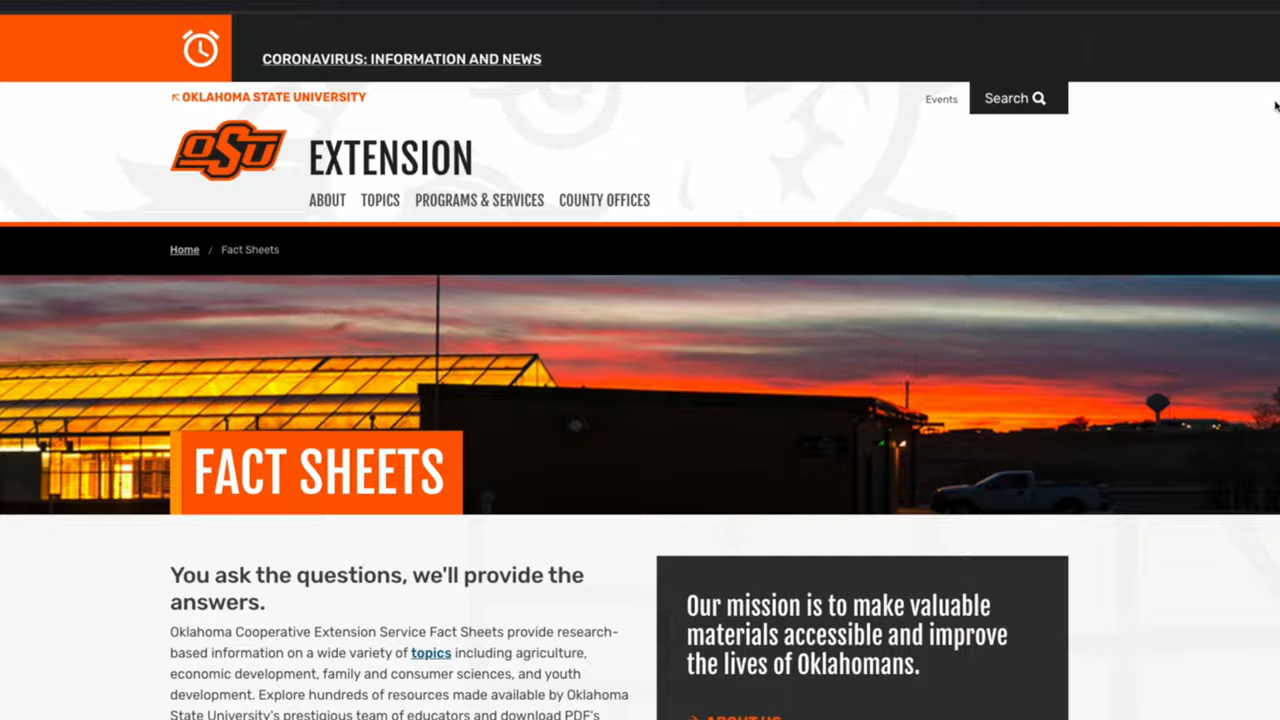 CORONAVIRUS: INFORMATION AND NEWS
OKLAHOMA STATE UNIVERSITY
Events
Search
OSU
EXTENSION
ABOUT TOPICS PROGRAMS & SERVICES COUNTY OFFICES
Home / Fact Sheets
FACT SHEETS
You ask the questions, we'll provide the
answers.
Oklahoma Cooperative Extension Service Fact Sheets provide research-
based information on a wide variety of topics including agriculture,
economic development, family and consumer sciences, and youth
development. Explore hundreds of resources made available by Oklahoma
State University's prestigious team of educators and download PDF's
Our mission is to make valuable
materials accessible and improve
the lives of Oklahomans.
ABOUT US